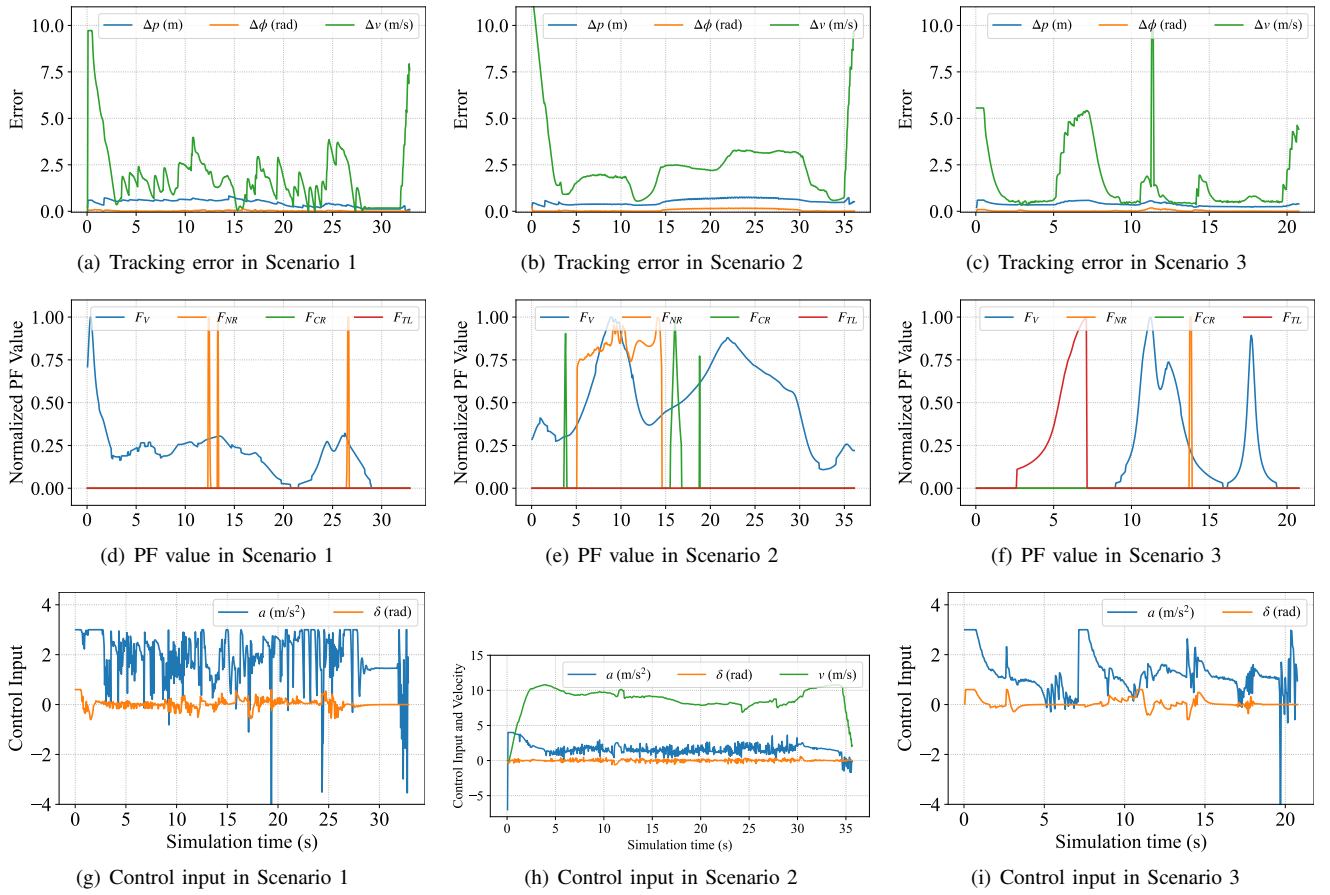 Δp (m) Δϕ (rad) Δv (m/s)
10.0
7.5
5.0
2.5
0.0
Error
0 5 10 15 20 25 30
(a) Tracking error in Scenario 1
Δp (m) Δϕ (rad) Δv (m/s)
10.0
7.5
5.0
2.5
0.0
Error
0 5 10 15 20 25 30 35
(b) Tracking error in Scenario 2
Δp (m) Δϕ (rad) Δv (m/s)
10.0
7.5
5.0
2.5
0.0
Error
0 5 10 15 20
(c) Tracking error in Scenario 3
F_V F_NR F_CR F_TL
1.00
0.75
0.50
0.25
0.00
Normalized PF Value
0 5 10 15 20 25 30
(d) PF value in Scenario 1
F_V F_NR F_CR F_TL
1.00
0.75
0.50
0.25
0.00
Normalized PF Value
0 5 10 15 20 25 30 35
(e) PF value in Scenario 2
F_V F_NR F_CR F_TL
1.00
0.75
0.50
0.25
0.00
Normalized PF Value
0 5 10 15 20
(f) PF value in Scenario 3
a (m/s²) δ (rad)
4
2
0
−2
−4
Control Input
0 5 10 15 20 25 30
Simulation time (s)
(g) Control input in Scenario 1
a (m/s²) δ (rad) v (m/s)
15
10
5
0
−5
Control Input and Velocity
0 5 10 15 20 25 30 35
Simulation time (s)
(h) Control input in Scenario 2
a (m/s²) δ (rad)
4
2
0
−2
−4
Control Input
0 5 10 15 20
Simulation time (s)
(i) Control input in Scenario 3